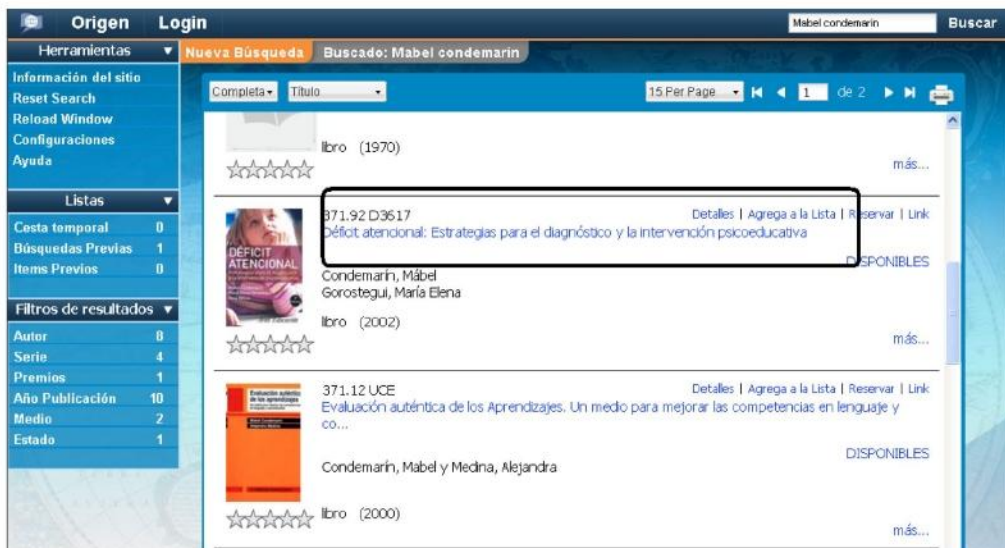 Origen Login Mabel condemarin Buscar
Herramientas
Nueva Búsqueda Buscado: Mabel condemarin
Información del sitio
Reset Search
Reload Window
Configuraciones
Ayuda
Completa Título 15 Per Page 1 de 2
libro (1970)
más...
Listas
Cesta temporal 0
Búsquedas Previas 1
Items Previos 0
Filtros de resultados
Autor 8
Serie 4
Premios 1
Año Publicación 10
Medio 2
Estado 1
371.92 D3617 Detalles | Agrega a la Lista | Reservar | Link
Déficit atencional: Estrategias para el diagnóstico y la intervención psicoeducativa
DISPONIBLES
DÉFICIT
ATENCIONAL
Condemarín, Mábel
Gorostegui, María Elena
libro (2002)
más...
371.12 UCE Detalles | Agrega a la Lista | Reservar | Link
Evaluación auténtica de los Aprendizajes. Un medio para mejorar las competencias en lenguaje y
co...
DISPONIBLES
Evaluación auténtica
de los aprendizajes
Condemarín, Mabel y Medina, Alejandra
libro (2000)
más...